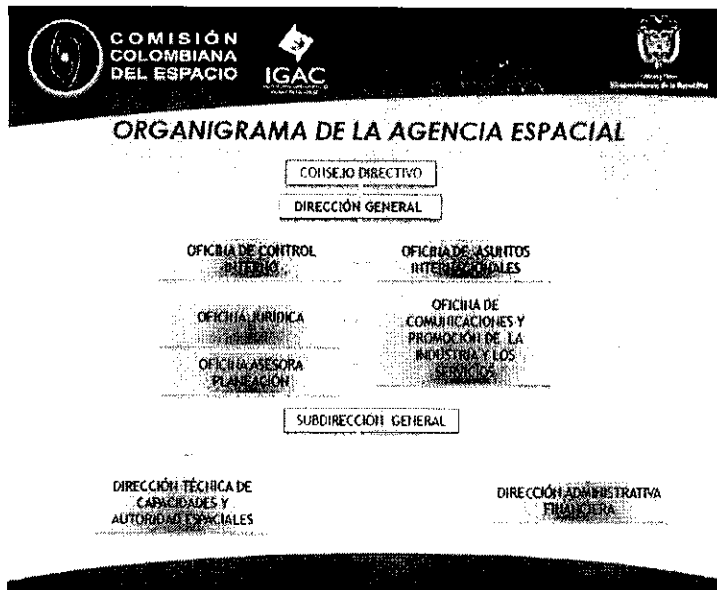 COMISIÓN
COLOMBIANA
DEL ESPACIO
IGAC
ORGANIGRAMA DE LA AGENCIA ESPACIAL
CONSEJO DIRECTIVO
DIRECCIÓN GENERAL
OFICINA DE CONTROL
INTERNO
OFICINA DE ASUNTOS
INTERNACIONALES
OFICINA JURÍDICA
OFICINA DE
COMUNICACIONES Y
PROMOCIÓN DE LA
INDUSTRIA Y LOS
SERVICIOS
OFICINA ASESORA
PLANEACIÓN
SUBDIRECCIÓN GENERAL
DIRECCIÓN TÉCNICA DE
CAPACIDADES Y
AUTORIDAD ESPACIALES
DIRECCIÓN ADMINISTRATIVA
FINANCIERA